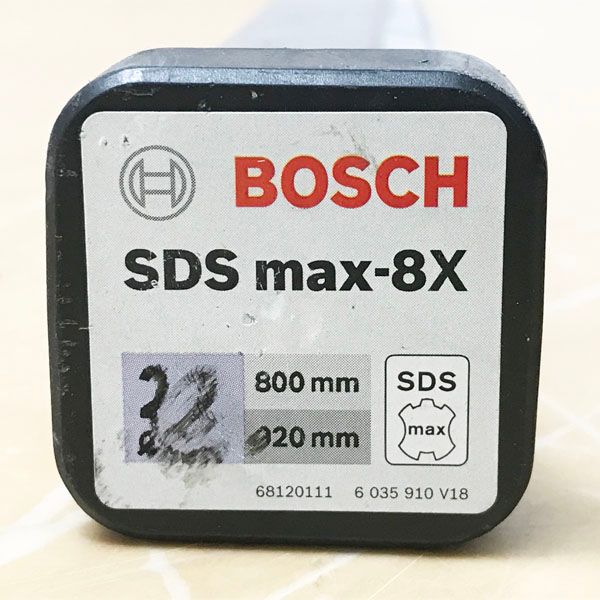 BOSCH
SDS max-8X
800 mm
SDS
920 mm
max
68120111 6 035 910 V18